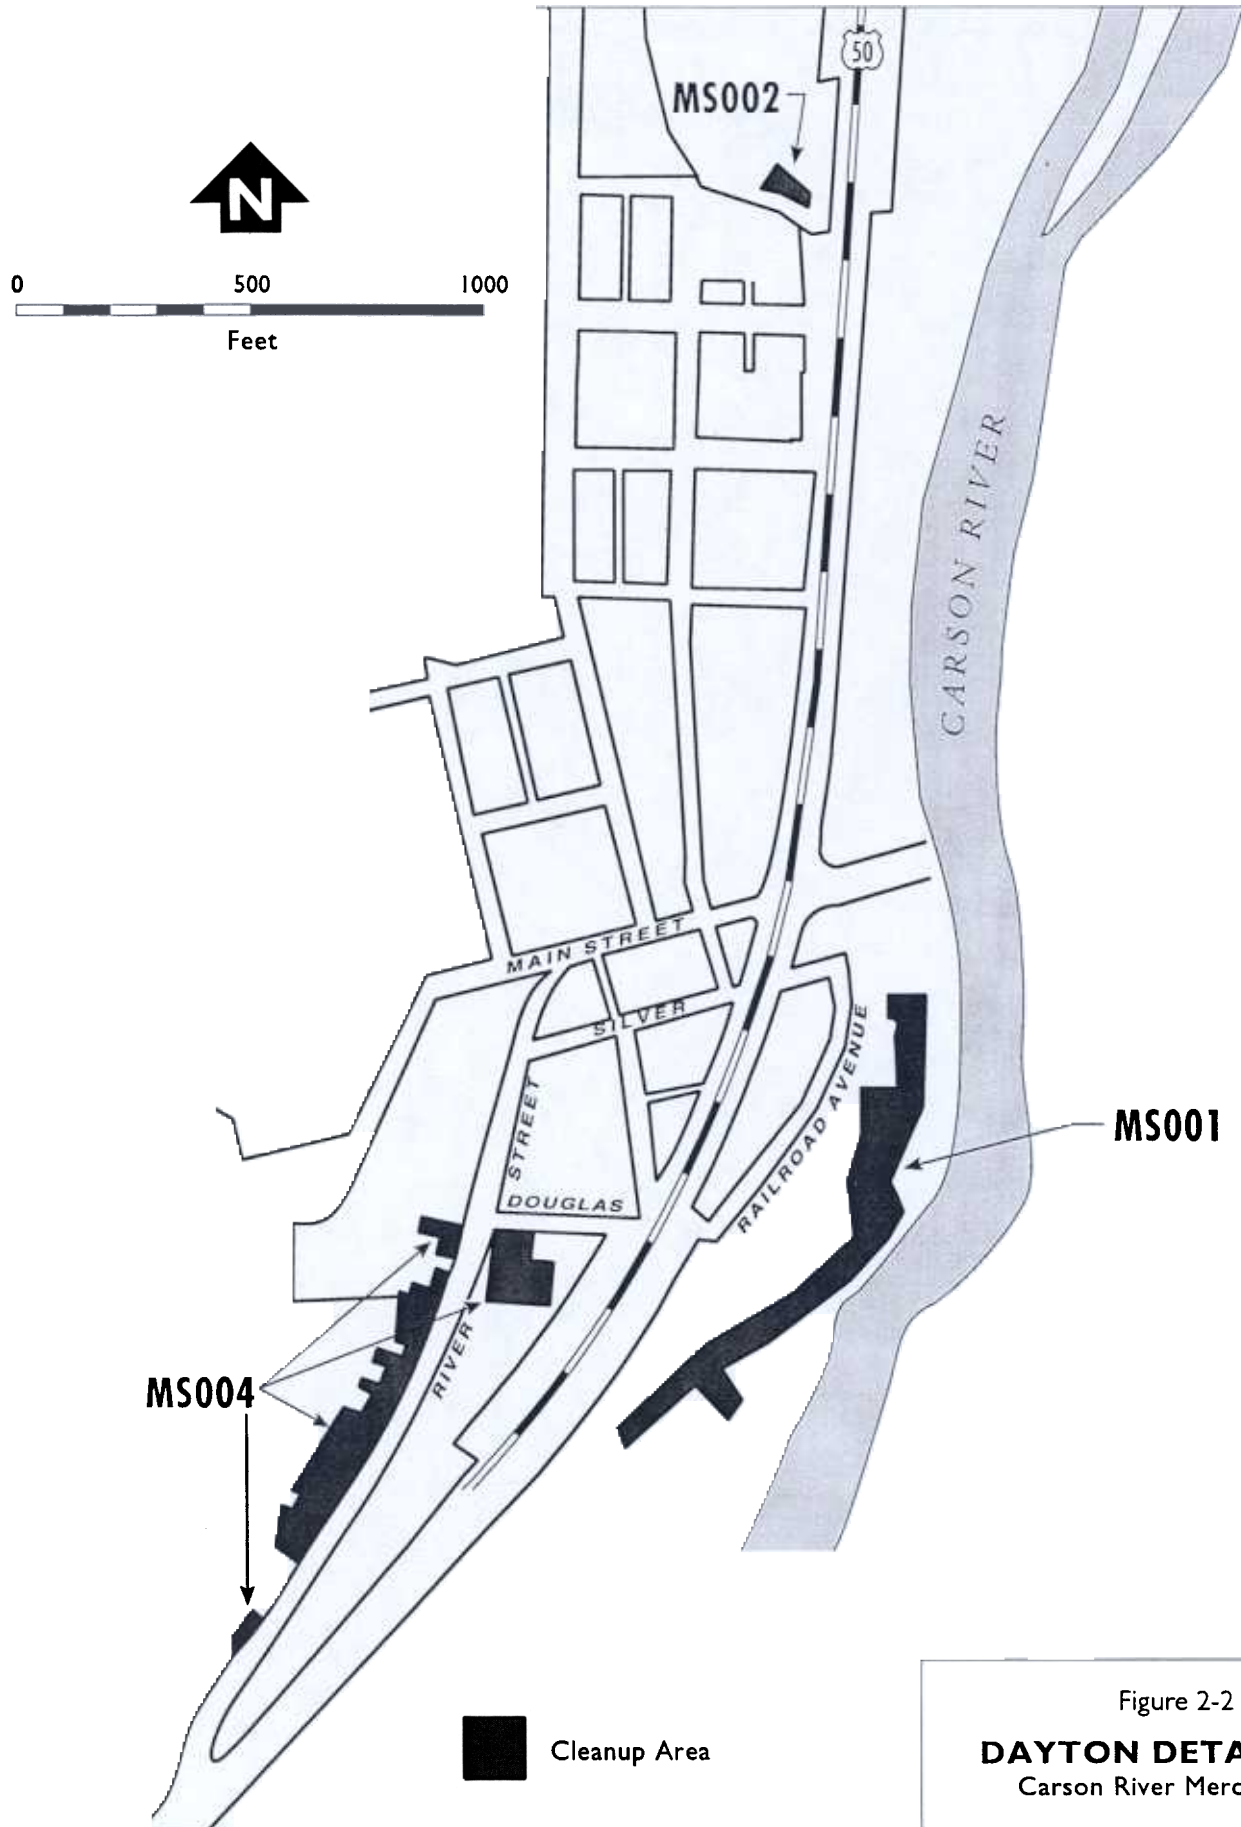 50
MS002
N
0 500 1000
Feet
CARSON RIVER
MAIN STREET
SILVER
RAILROAD AVENUE
STREET
MS001
DOUGLAS
RIVER
MS004
Cleanup Area
Figure 2-2
DAYTON DETA
Carson River Merc